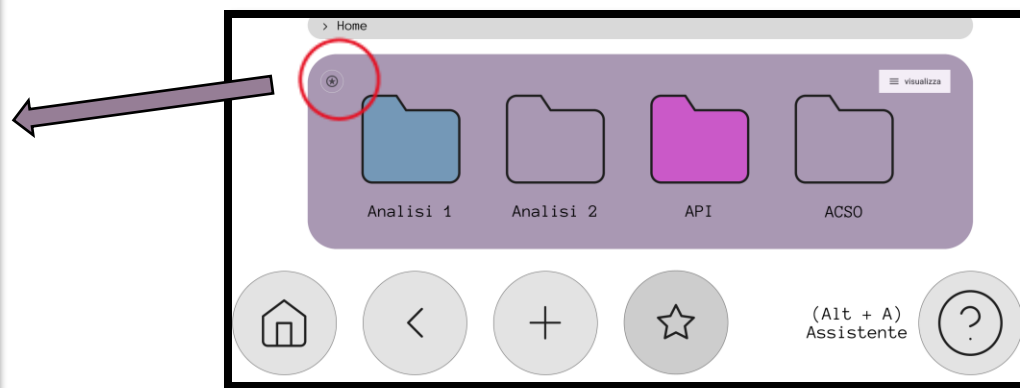 > Home
visualizza
Analisi 1
Analisi 2
API
ACSO
(Alt + A)
Assistente
?